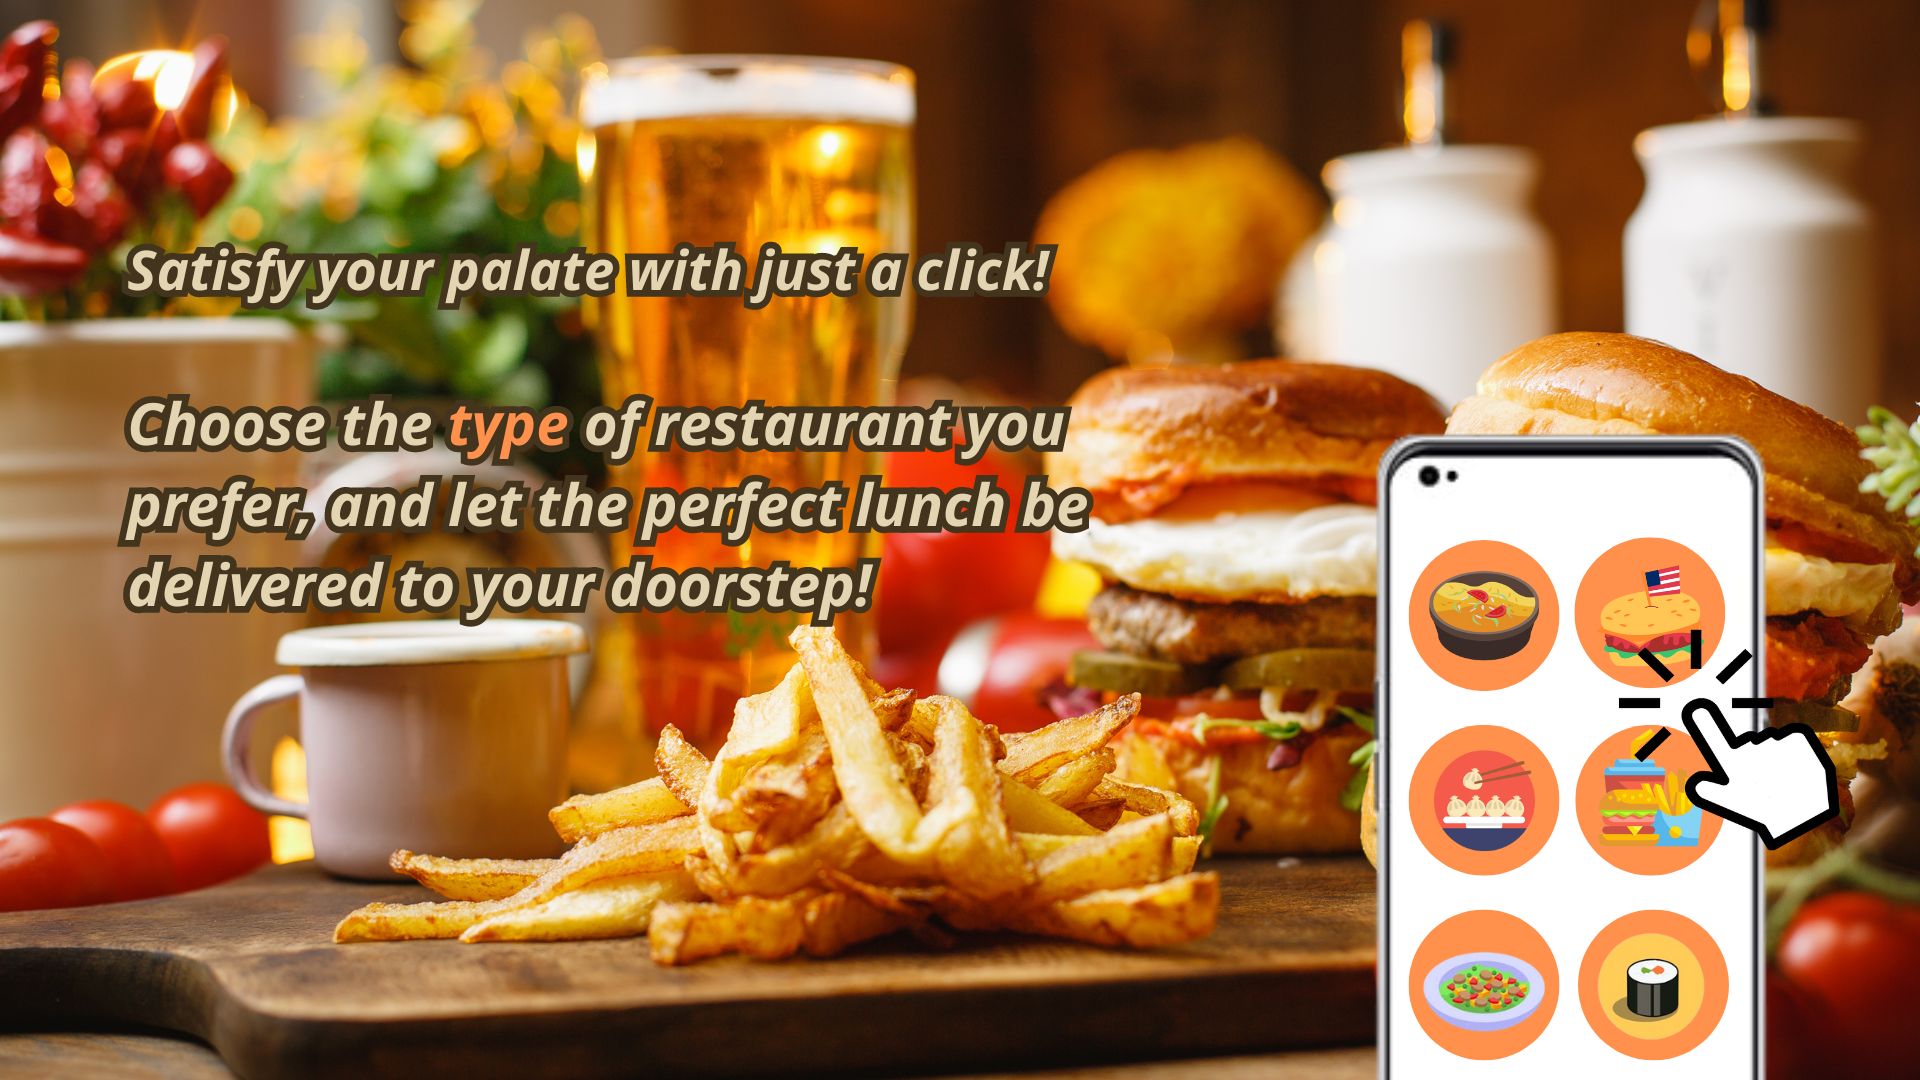 Satisfy your palate with just a click!
Choose the type of restaurant you
prefer, and let the perfect lunch be
delivered to your doorstep!